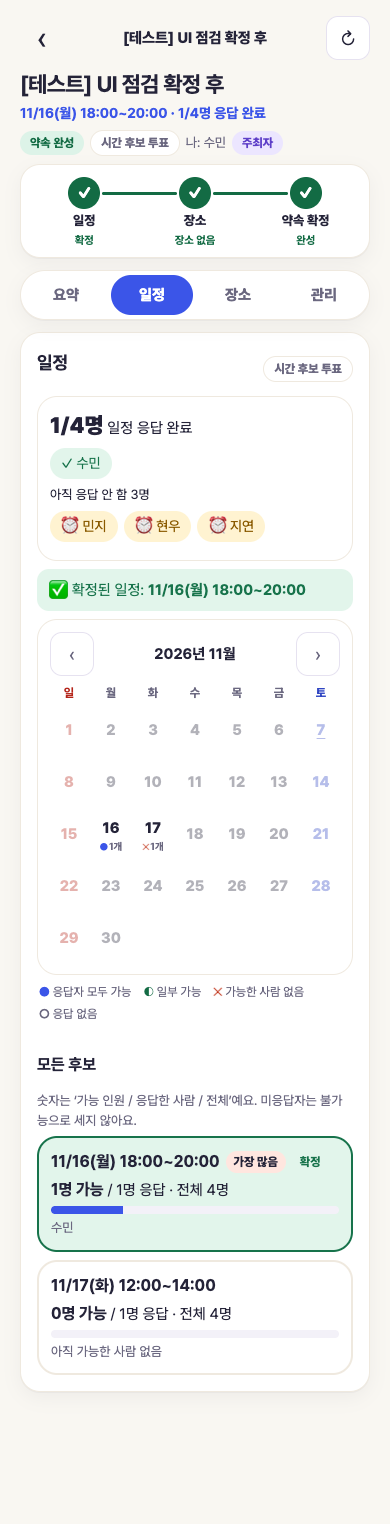 ‹ [테스트] UI 점검 확정 후 ↻
[테스트] UI 점검 확정 후
11/16(월) 18:00~20:00 · 1/4명 응답 완료
약속 완성 시간 후보 투표 나: 수민 주최자
✓ ✓ ✓
일정 장소 약속 확정
확정 장소 없음 완성
요약 일정 장소 관리
일정 시간 후보 투표
1/4명 일정 응답 완료
✓ 수민
아직 응답 안 함 3명
⏰ 민지 ⏰ 현우 ⏰ 지연
✅ 확정된 일정: 11/16(월) 18:00~20:00
‹ 2026년 11월 ›
일 월 화 수 목 금 토
1 2 3 4 5 6 7
8 9 10 11 12 13 14
15 16 17 18 19 20 21
●1개 ×1개
22 23 24 25 26 27 28
29 30
● 응답자 모두 가능 ◐ 일부 가능 × 가능한 사람 없음
○ 응답 없음
모든 후보
숫자는 ‘가능 인원 / 응답한 사람 / 전체’예요. 미응답자는 불가
능으로 세지 않아요.
11/16(월) 18:00~20:00 가장 많음 확정
1명 가능 / 1명 응답 · 전체 4명
수민
11/17(화) 12:00~14:00
0명 가능 / 1명 응답 · 전체 4명
아직 가능한 사람 없음